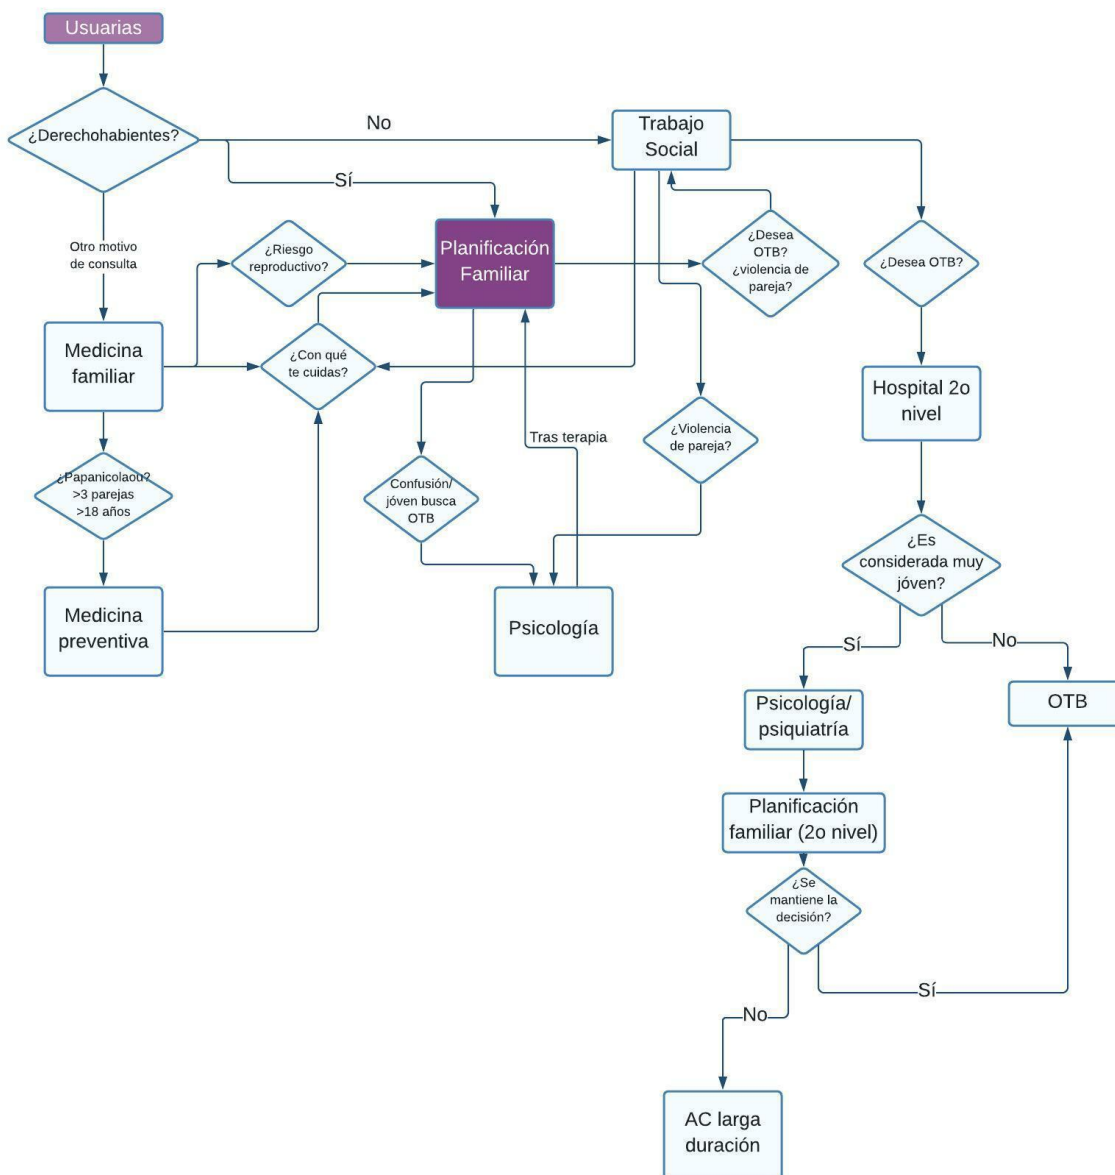 Usuarias
¿Derechohabientes?
No
Sí
Otro motivo
de consulta
Trabajo
Social
Planificación
Familiar
¿Riesgo
reproductivo?
¿Desea
OTB?
¿violencia de
pareja?
¿Desea OTB?
Medicina
familiar
¿Con qué
te cuidas?
Hospital 2o
nivel
¿Papanicolaou?
>3 parejas
>18 años
Confusión/
jóven busca
OTB
Tras terapia
¿Violencia
de pareja?
¿Es
considerada muy
jóven?
Medicina
preventiva
Psicología
Sí
No
Psicología/
psiquiatría
OTB
Planificación
familiar (2o nivel)
¿Se
mantiene la
decisión?
Sí
No
AC larga
duración